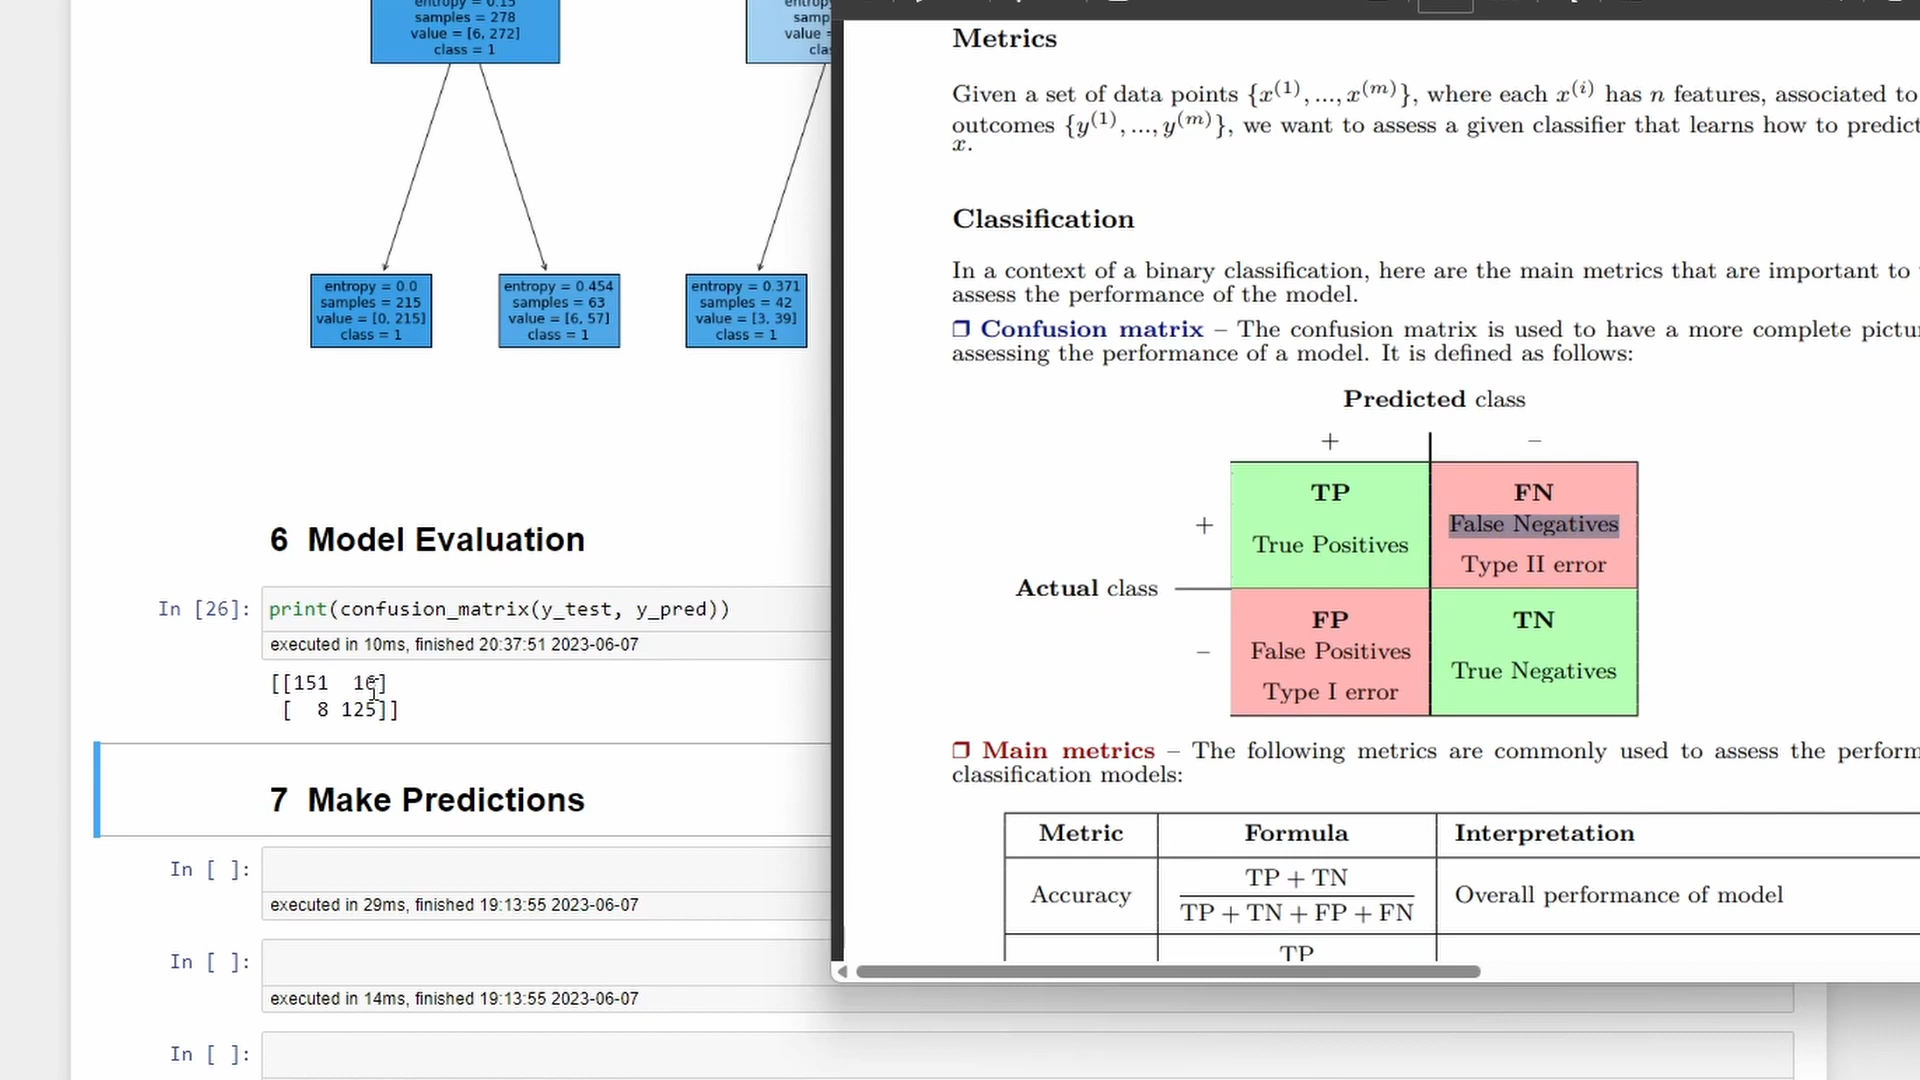 entropy = 0.15
samples = 278
value = [6, 272]
class = 1
entropy = 0.0
samples = 215
value = [0, 215]
class = 1
entropy = 0.454
samples = 63
value = [6, 57]
class = 1
entropy = 0.371
samples = 42
value = [3, 39]
class = 1
6 Model Evaluation
In [26]:
print(confusion_matrix(y_test, y_pred))
executed in 10ms, finished 20:37:51 2023-06-07
[[151 16]
[ 8 125]]
7 Make Predictions
In [ ]:
executed in 29ms, finished 19:13:55 2023-06-07
In [ ]:
executed in 14ms, finished 19:13:55 2023-06-07
In [ ]:
Metrics
Given a set of data points {x(1), ..., x(m)}, where each x(i) has n features, associated to
outcomes {y(1), ..., y(m)}, we want to assess a given classifier that learns how to predict
x.
Classification
In a context of a binary classification, here are the main metrics that are important to
assess the performance of the model.
❐ Confusion matrix – The confusion matrix is used to have a more complete
assessing the performance of a model. It is defined as follows:
Predicted class
+ –
Actual class
+
TP
True Positives
FN
False Negatives
Type II error
–
FP
False Positives
Type I error
TN
True Negatives
❐ Main metrics – The following metrics are commonly used to assess the
classification models:
Metric Formula Interpretation
Accuracy
TP + TN
TP + TN + FP + FN
Overall performance of model
TP